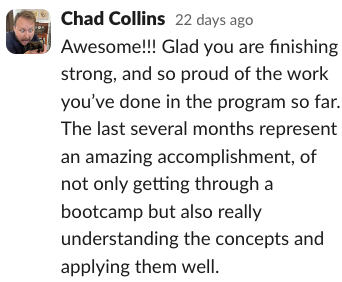 Chad Collins 22 days ago
Awesome!!! Glad you are finishing
strong, and so proud of the work
you’ve done in the program so far.
The last several months represent
an amazing accomplishment, of
not only getting through a
bootcamp but also really
understanding the concepts and
applying them well.